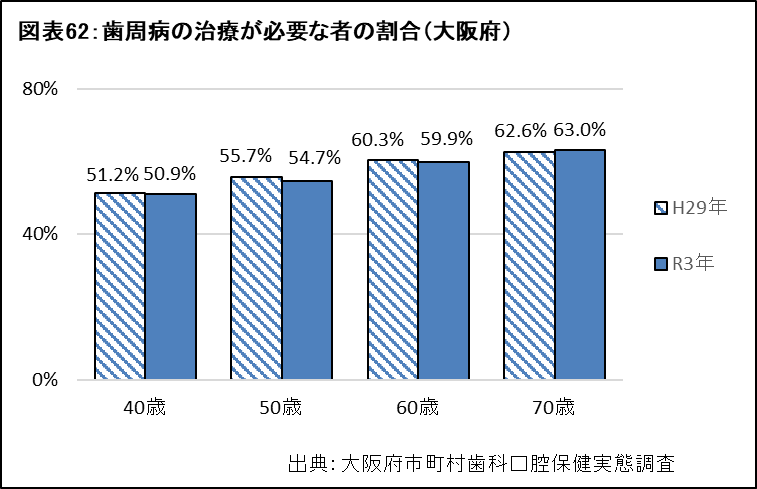 図表62：歯周病の治療が必要な者の割合（大阪府）
80%
40%
0%
51.2% 50.9%
55.7% 54.7%
60.3% 59.9%
62.6% 63.0%
40歳 50歳 60歳 70歳
H29年
R3年
出典：大阪府市町村歯科口腔保健実態調査